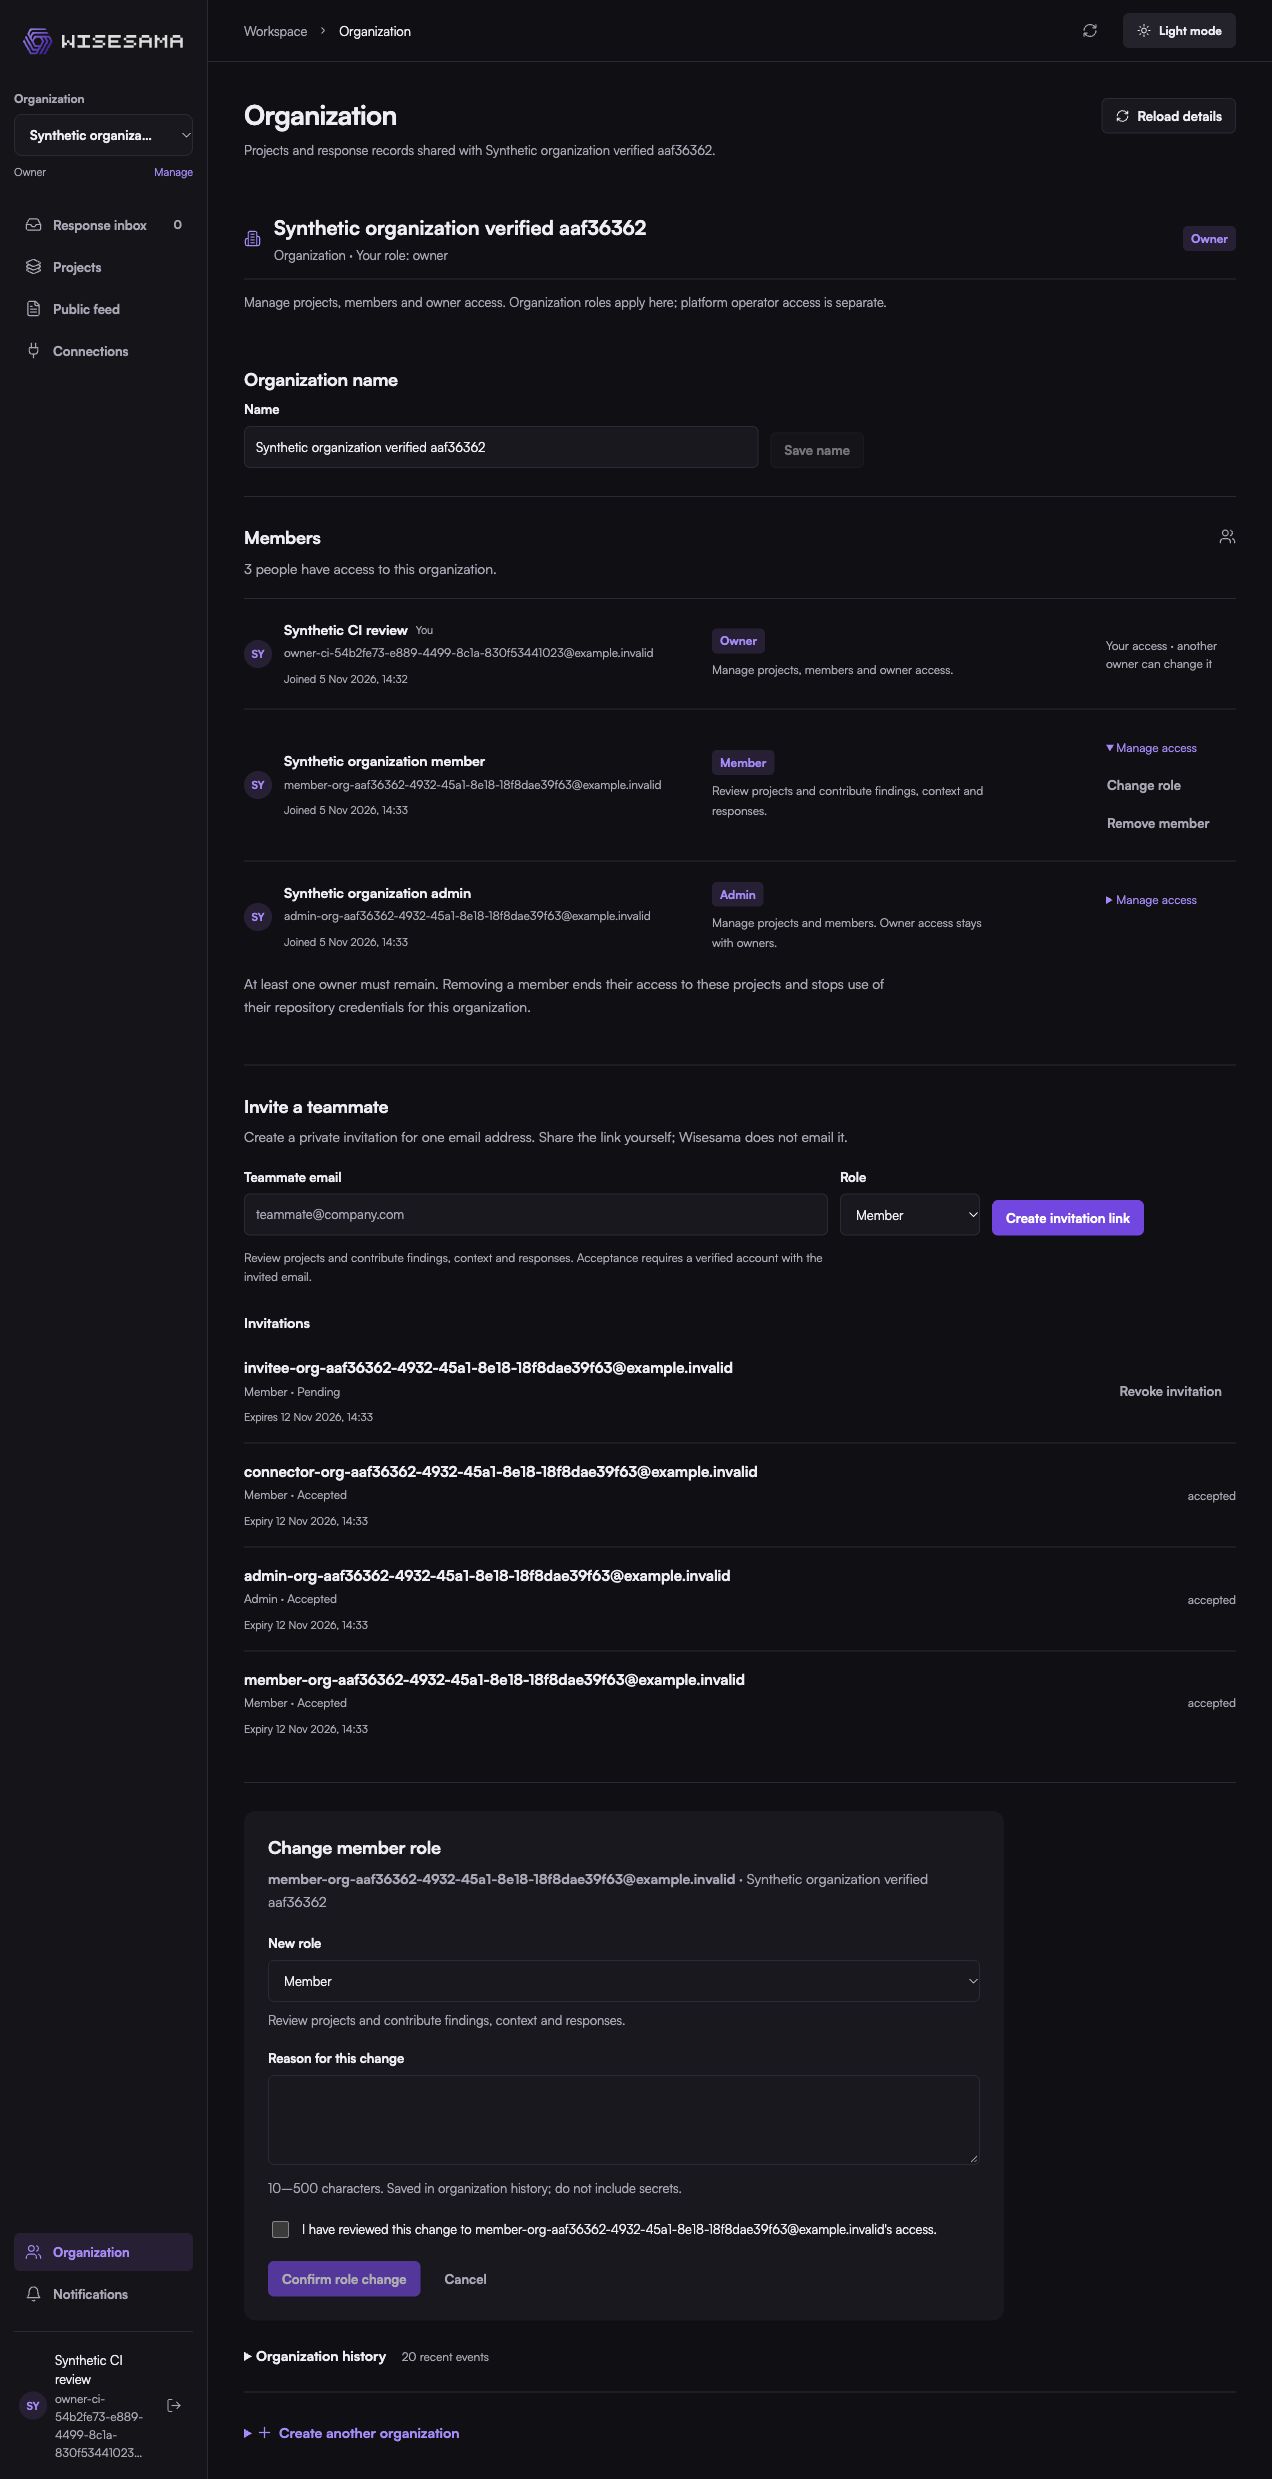 WISESAMA
Organization
Synthetic organiza...
Owner
Manage
Response inbox 0
Projects
Public feed
Connections
Organization
Notifications
SY
Synthetic CI
review
owner-ci-
54b2fe73-e889-
4499-8c1a-
830f53441023...
Workspace > Organization
Light mode
Organization
Reload details
Projects and response records shared with Synthetic organization verified aaf36362.
Synthetic organization verified aaf36362
Organization · Your role: owner
Owner
Manage projects, members and owner access. Organization roles apply here; platform operator access is separate.
Organization name
Name
Synthetic organization verified aaf36362
Save name
Members
3 people have access to this organization.
SY
Synthetic CI review You
owner-ci-54b2fe73-e889-4499-8c1a-830f53441023@example.invalid
Joined 5 Nov 2026, 14:32
Owner
Manage projects, members and owner access.
Your access · another
owner can change it
SY
Synthetic organization member
member-org-aaf36362-4932-45a1-8e18-18f8dae39f63@example.invalid
Joined 5 Nov 2026, 14:33
Member
Review projects and contribute findings, context and
responses.
Manage access
Change role
Remove member
SY
Synthetic organization admin
admin-org-aaf36362-4932-45a1-8e18-18f8dae39f63@example.invalid
Joined 5 Nov 2026, 14:33
Admin
Manage projects and members. Owner access stays
with owners.
Manage access
At least one owner must remain. Removing a member ends their access to these projects and stops use of
their repository credentials for this organization.
Invite a teammate
Create a private invitation for one email address. Share the link yourself; Wisesama does not email it.
Teammate email
teammate@company.com
Role
Member
Create invitation link
Review projects and contribute findings, context and responses. Acceptance requires a verified account with the
invited email.
Invitations
invitee-org-aaf36362-4932-45a1-8e18-18f8dae39f63@example.invalid
Member · Pending
Expires 12 Nov 2026, 14:33
Revoke invitation
connector-org-aaf36362-4932-45a1-8e18-18f8dae39f63@example.invalid
Member · Accepted
Expiry 12 Nov 2026, 14:33
accepted
admin-org-aaf36362-4932-45a1-8e18-18f8dae39f63@example.invalid
Admin · Accepted
Expiry 12 Nov 2026, 14:33
accepted
member-org-aaf36362-4932-45a1-8e18-18f8dae39f63@example.invalid
Member · Accepted
Expiry 12 Nov 2026, 14:33
accepted
Change member role
member-org-aaf36362-4932-45a1-8e18-18f8dae39f63@example.invalid · Synthetic organization verified
aaf36362
New role
Member
Review projects and contribute findings, context and responses.
Reason for this change
10–500 characters. Saved in organization history; do not include secrets.
I have reviewed this change to member-org-aaf36362-4932-45a1-8e18-18f8dae39f63@example.invalid's access.
Confirm role change
Cancel
Organization history 20 recent events
+ Create another organization